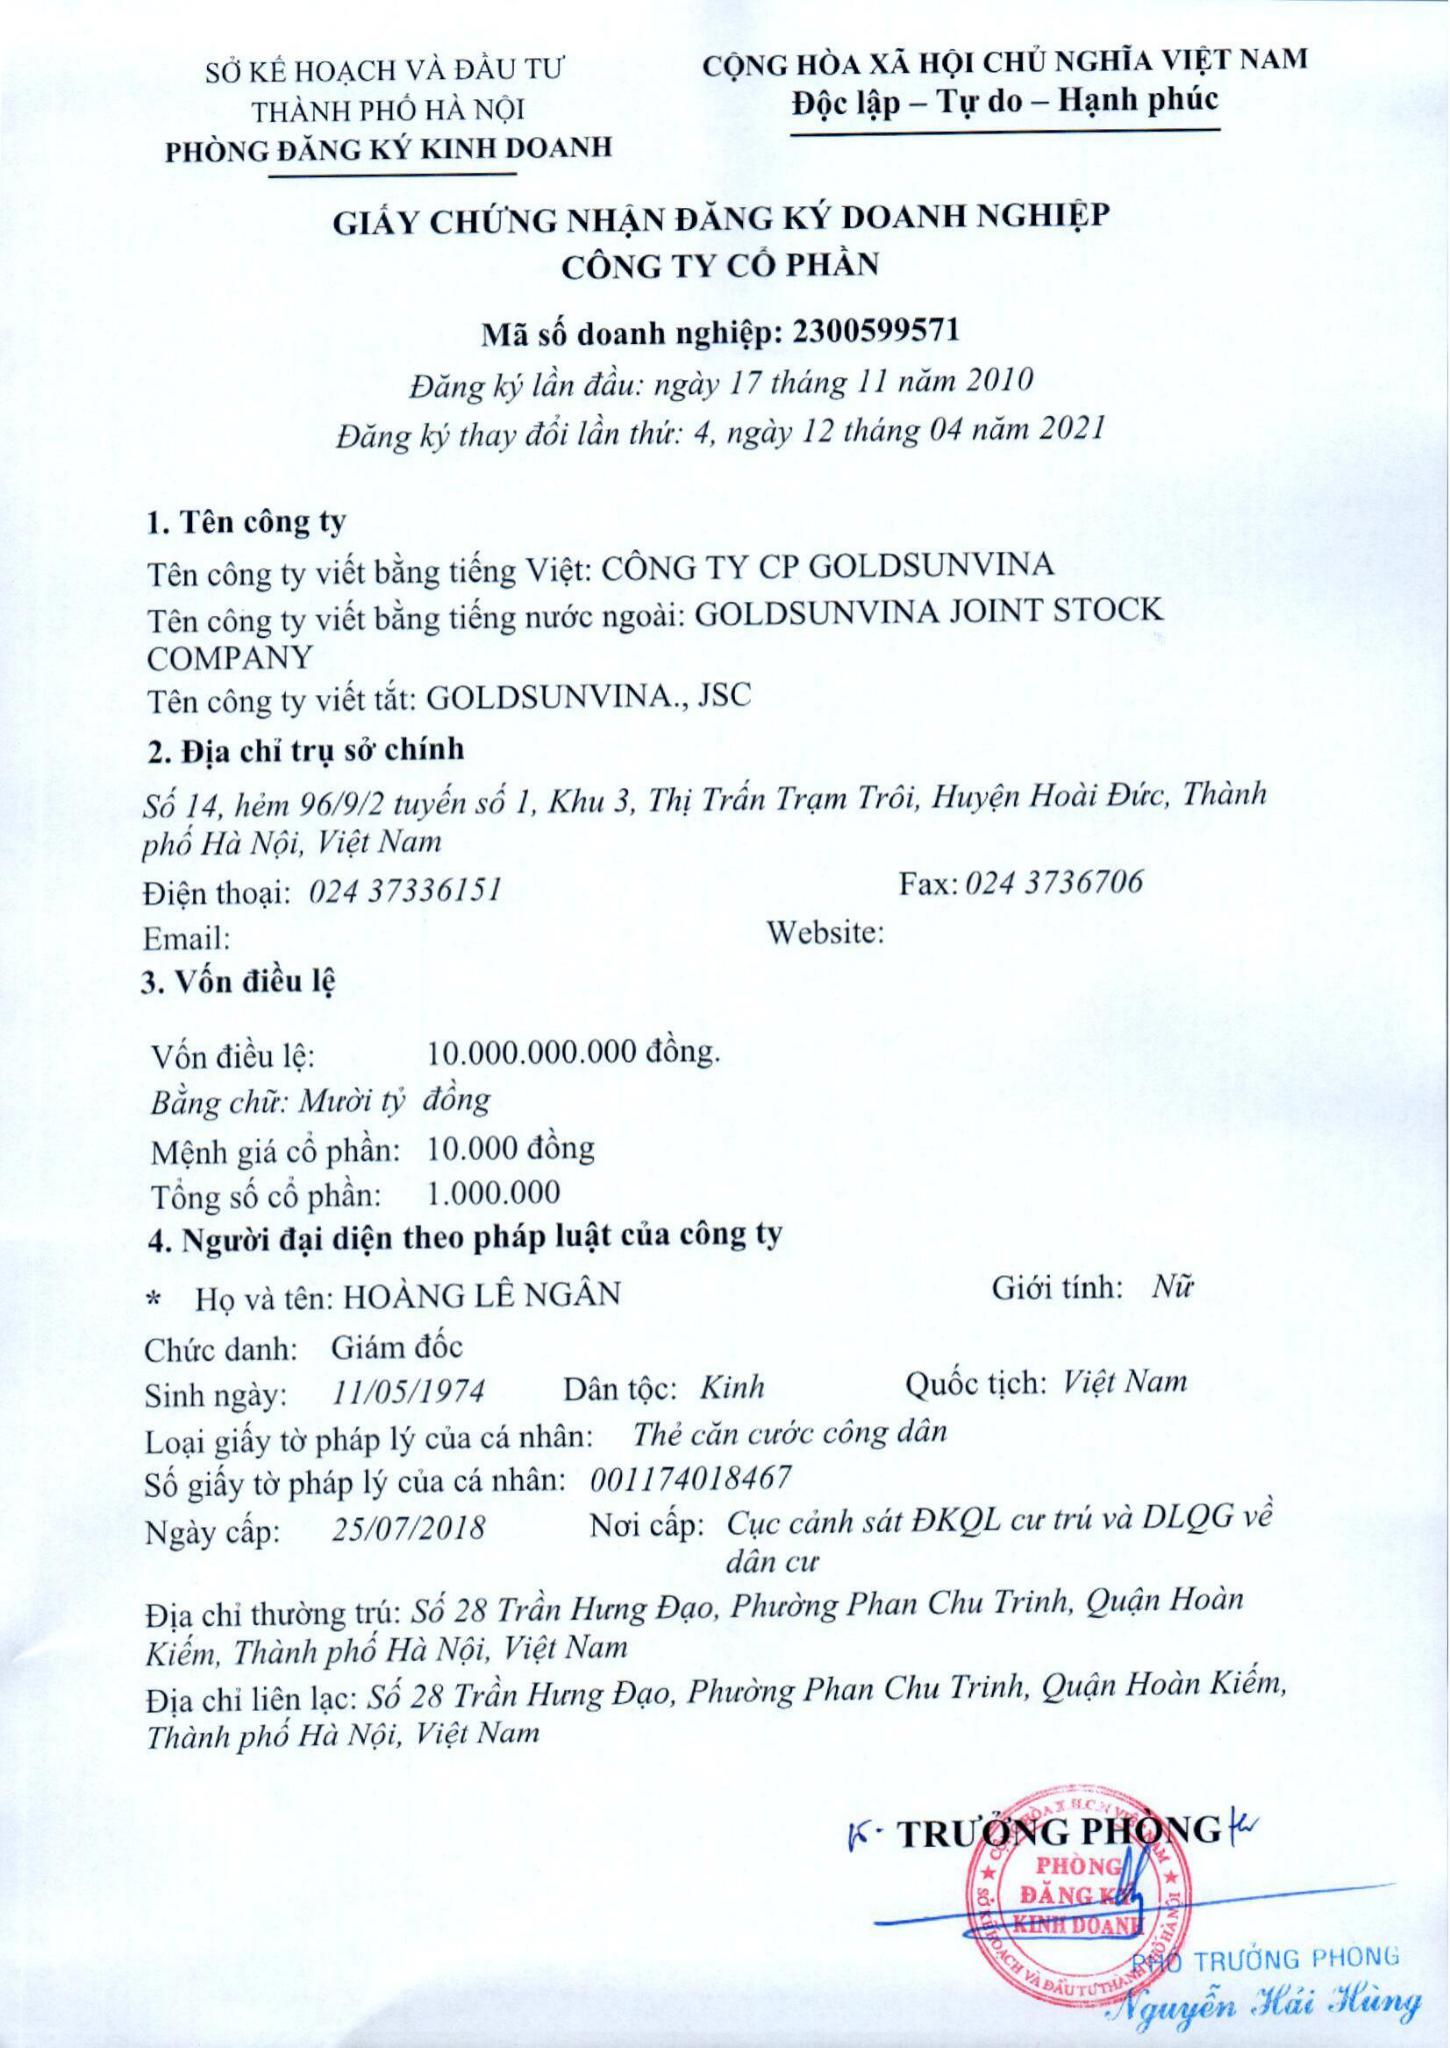 SỞ KẾ HOẠCH VÀ ĐẦU TƯ
THÀNH PHỐ HÀ NỘI
PHÒNG ĐĂNG KÝ KINH DOANH
CỘNG HÒA XÃ HỘI CHỦ NGHĨA VIỆT NAM
Độc lập – Tự do – Hạnh phúc
GIẤY CHỨNG NHẬN ĐĂNG KÝ DOANH NGHIỆP
CÔNG TY CỔ PHẦN
Mã số doanh nghiệp: 2300599571
Đăng ký lần đầu: ngày 17 tháng 11 năm 2010
Đăng ký thay đổi lần thứ: 4, ngày 12 tháng 04 năm 2021
1. Tên công ty
Tên công ty viết bằng tiếng Việt: CÔNG TY CP GOLDSUNVINA
Tên công ty viết bằng tiếng nước ngoài: GOLDSUNVINA JOINT STOCK
COMPANY
Tên công ty viết tắt: GOLDSUNVINA., JSC
2. Địa chỉ trụ sở chính
Số 14, hẻm 96/9/2 tuyến số 1, Khu 3, Thị Trấn Trạm Trôi, Huyện Hoài Đức, Thành
phố Hà Nội, Việt Nam
Điện thoại: 024 37336151 Fax: 024 3736706
Email: Website:
3. Vốn điều lệ
Vốn điều lệ: 10.000.000.000 đồng.
Bằng chữ: Mười tỷ đồng
Mệnh giá cổ phần: 10.000 đồng
Tổng số cổ phần: 1.000.000
4. Người đại diện theo pháp luật của công ty
* Họ và tên: HOÀNG LÊ NGÂN Giới tính: Nữ
Chức danh: Giám đốc
Sinh ngày: 11/05/1974 Dân tộc: Kinh Quốc tịch: Việt Nam
Loại giấy tờ pháp lý của cá nhân: Thẻ căn cước công dân
Số giấy tờ pháp lý của cá nhân: 001174018467
Ngày cấp: 25/07/2018 Nơi cấp: Cục cảnh sát ĐKQL cư trú và DLQG về
dân cư
Địa chỉ thường trú: Số 28 Trần Hưng Đạo, Phường Phan Chu Trinh, Quận Hoàn
Kiếm, Thành phố Hà Nội, Việt Nam
Địa chỉ liên lạc: Số 28 Trần Hưng Đạo, Phường Phan Chu Trinh, Quận Hoàn Kiếm,
Thành phố Hà Nội, Việt Nam
TRƯỞNG PHÒNG
CỘNG HÒA X.H.C.N VIỆT NAM
PHÒNG
ĐĂNG KÝ
KINH DOANH
SỞ KẾ HOẠCH VÀ ĐẦU TƯ THÀNH PHỐ HÀ NỘI
PHÓ TRƯỞNG PHÒNG
Nguyễn Hải Hùng